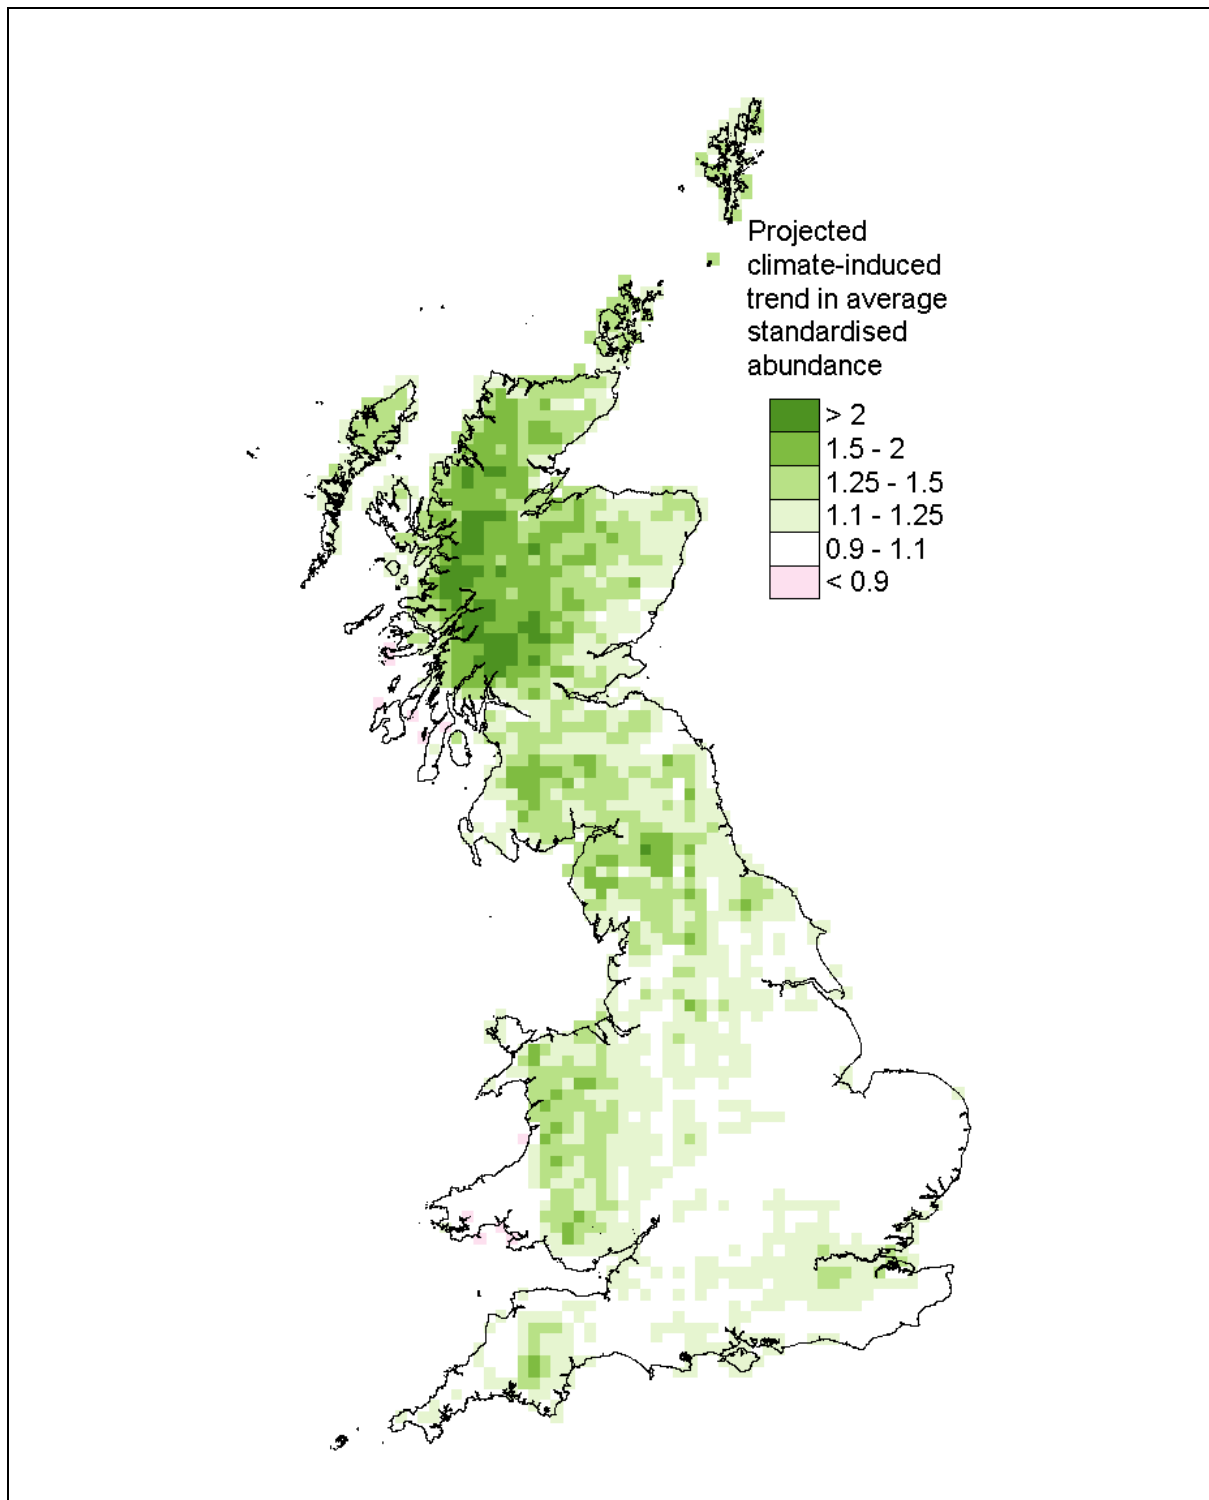 Projected
climate-induced
trend in average
standardised
abundance
> 2
1.5 - 2
1.25 - 1.5
1.1 - 1.25
0.9 - 1.1
< 0.9